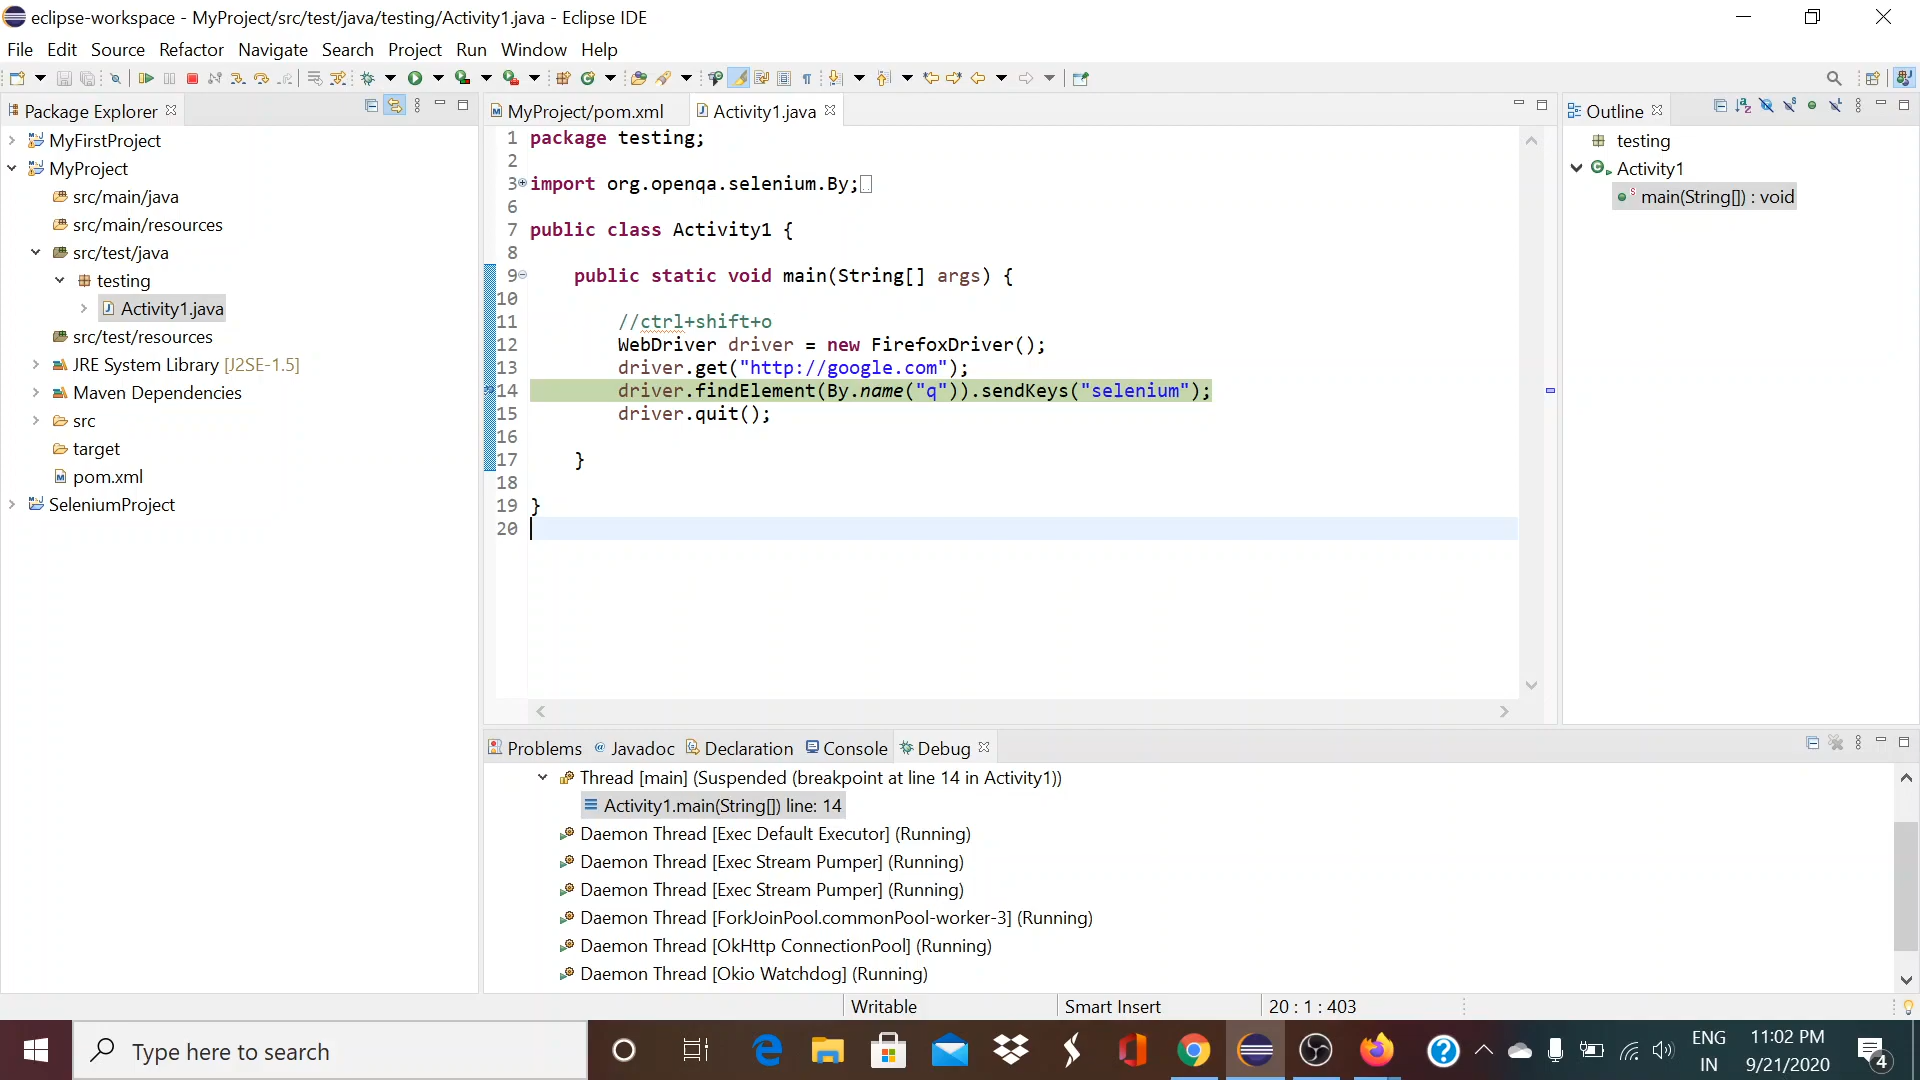 eclipse-workspace - MyProject/src/test/java/testing/Activity1.java - Eclipse IDE
File Edit Source Refactor Navigate Search Project Run Window Help
Package Explorer
MyFirstProject
MyProject
src/main/java
src/main/resources
src/test/java
testing
Activity1.java
src/test/resources
JRE System Library [J2SE-1.5]
Maven Dependencies
src
target
pom.xml
SeleniumProject
MyProject/pom.xml
Activity1.java
1 package testing;
2
3 import org.openqa.selenium.By;
6
7 public class Activity1 {
8
9 public static void main(String[] args) {
10
11 //ctrl+shift+o
12 WebDriver driver = new FirefoxDriver();
13 driver.get("http://google.com");
14 driver.findElement(By.name("q")).sendKeys("selenium");
15 driver.quit();
16
17 }
18
19 }
20
Outline
testing
Activity1
main(String[]) : void
Problems @ Javadoc Declaration Console Debug
Thread [main] (Suspended (breakpoint at line 14 in Activity1))
Activity1.main(String[]) line: 14
Daemon Thread [Exec Default Executor] (Running)
Daemon Thread [Exec Stream Pumper] (Running)
Daemon Thread [Exec Stream Pumper] (Running)
Daemon Thread [ForkJoinPool.commonPool-worker-3] (Running)
Daemon Thread [OkHttp ConnectionPool] (Running)
Daemon Thread [Okio Watchdog] (Running)
Writable Smart Insert 20 : 1 : 403
Type here to search
ENG
IN
11:02 PM
9/21/2020
4